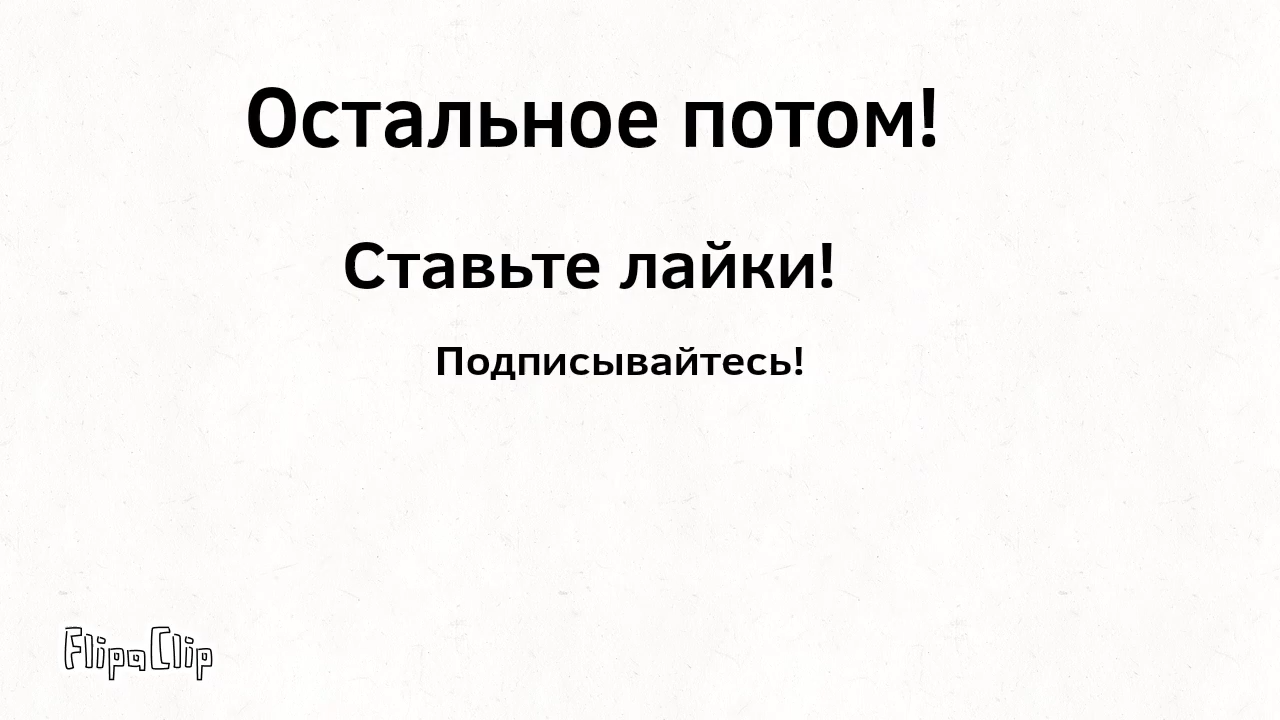 Остальное потом!
Ставьте лайки!
Подписывайтесь!
FlipaClip